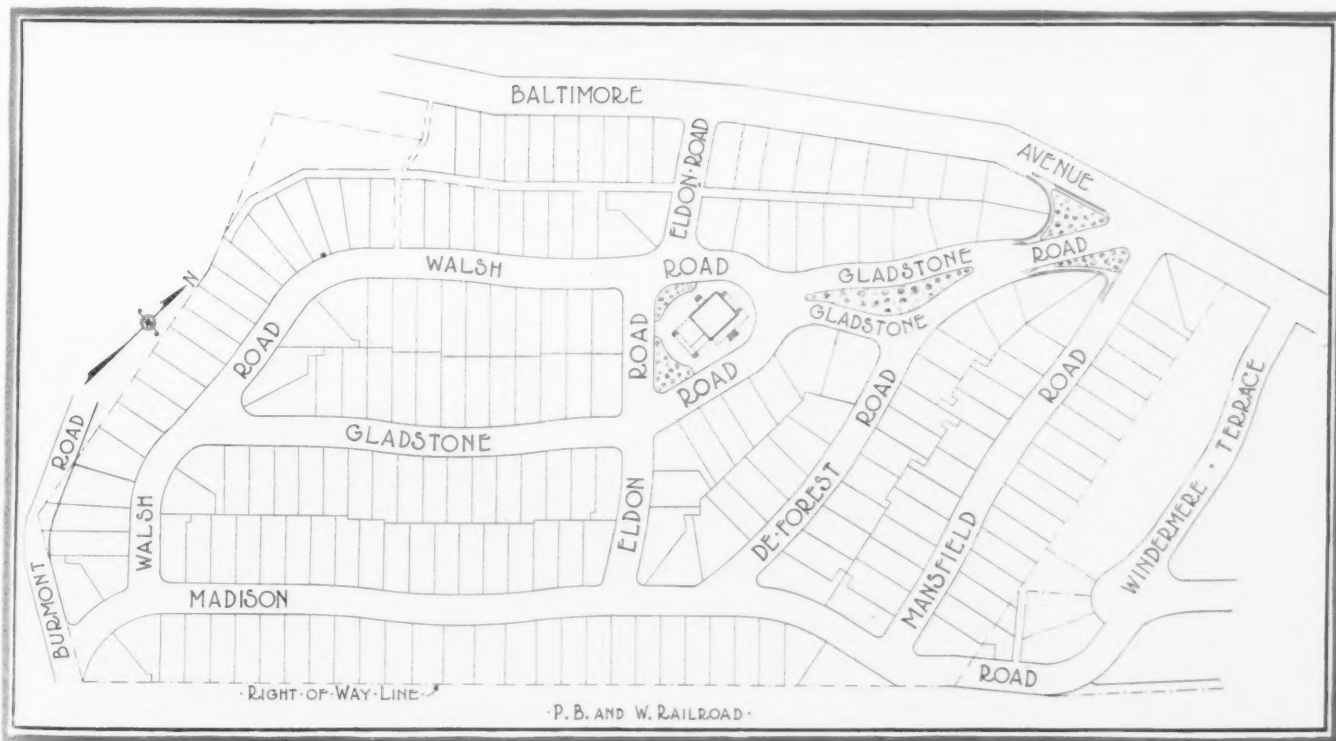 BALTIMORE
AVENUE
ELDON·ROAD
WALSH
ROAD
GLADSTONE
ROAD
GLADSTONE
N
ROAD
ROAD
ROAD
ROAD
ROAD
ROAD
GLADSTONE
WINDERMERE · TERRACE
WALSH
ELDON
DE·FOREST
MANSFIELD
BURMONT
MADISON
ROAD
·RIGHT·OF·WAY·LINE·
·P. B. AND W. RAILROAD·